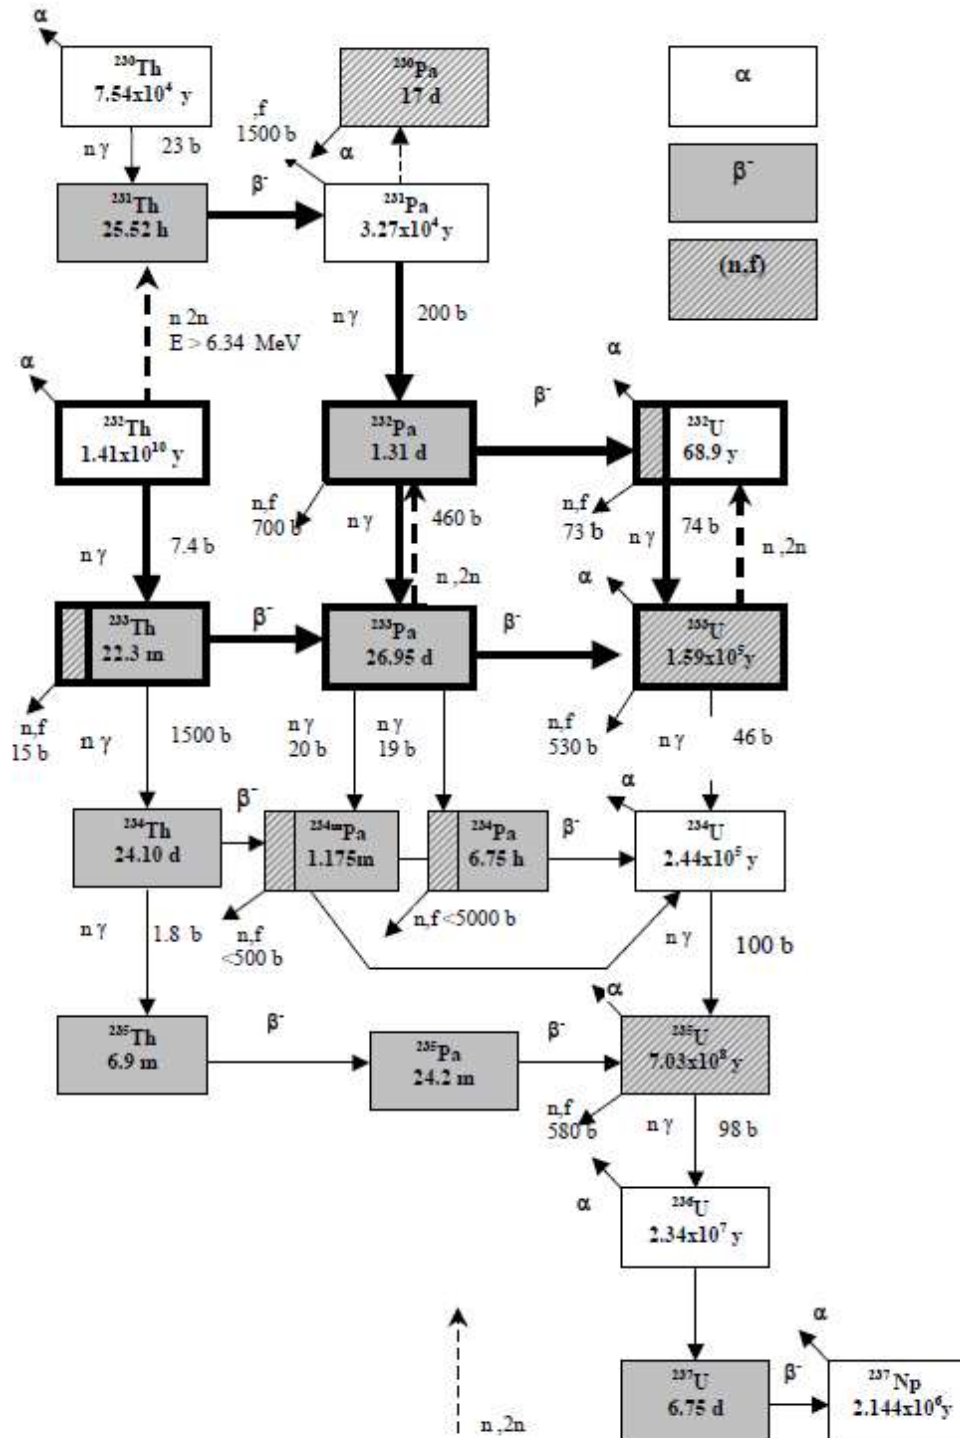 α
²³⁰Th
7.54x10⁴ y
²³⁰Pa
17 d
α
,f
1500 b
α
n γ
23 b
β⁻
β⁻
²³¹Th
25.52 h
²³¹Pa
3.27x10⁴ y
(n,f)
n 2n
E > 6.34 MeV
n γ
200 b
α
α
β⁻
²³²Th
1.41x10¹⁰ y
²³²Pa
1.31 d
²³²U
68.9 y
n,f
700 b
n γ
460 b
n,f
73 b
n γ
74 b
n γ
7.4 b
n ,2n
n ,2n
α
β⁻
β⁻
²³³Th
22.3 m
²³³Pa
26.95 d
²³³U
1.59x10⁵y
n,f
15 b
n γ
1500 b
n γ
20 b
n γ
19 b
n,f
530 b
n γ
46 b
α
β⁻
β⁻
²³⁴Th
24.10 d
²³⁴ᵐPa
1.175m
²³⁴Pa
6.75 h
²³⁴U
2.44x10⁵ y
n γ
1.8 b
n,f
<500 b
n,f <5000 b
n γ
100 b
α
β⁻
β⁻
²³⁵Th
6.9 m
²³⁵Pa
24.2 m
²³⁵U
7.03x10⁸ y
n,f
580 b
n γ
98 b
α
²³⁶U
2.34x10⁷ y
α
β⁻
²³⁷U
6.75 d
²³⁷Np
2.144x10⁶y
n ,2n